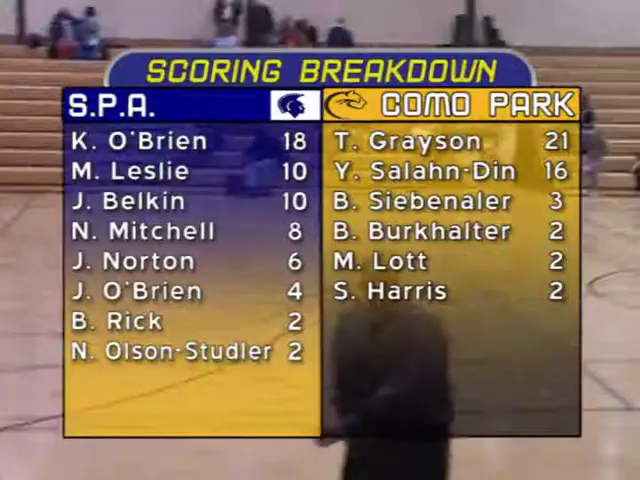 SCORING BREAKDOWN
S.P.A.
K. O'Brien 18
M. Leslie 10
J. Belkin 10
N. Mitchell 8
J. Norton 6
J. O'Brien 4
B. Rick 2
N. Olson-Studler 2
COMO PARK
T. Grayson 21
Y. Salahn-Din 16
B. Siebenaler 3
B. Burkhalter 2
M. Lott 2
S. Harris 2